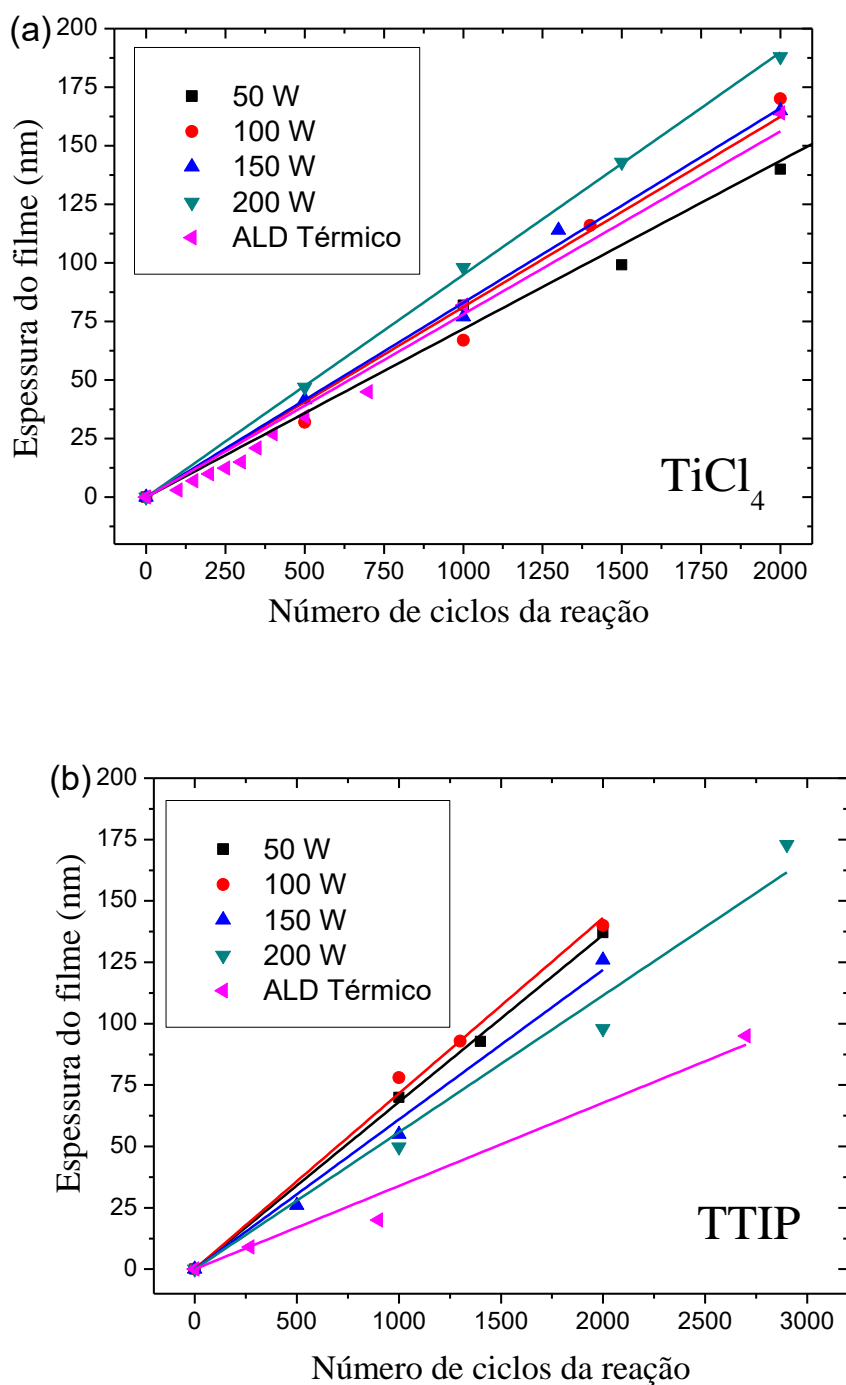 (a)
200
175
150
125
100
75
50
25
0
Espessura do filme (nm)
50 W
100 W
150 W
200 W
ALD Térmico
TiCl4
0 250 500 750 1000 1250 1500 1750 2000
Número de ciclos da reação
(b)
200
175
150
125
100
75
50
25
0
Espessura do filme (nm)
50 W
100 W
150 W
200 W
ALD Térmico
TTIP
0 500 1000 1500 2000 2500 3000
Número de ciclos da reação